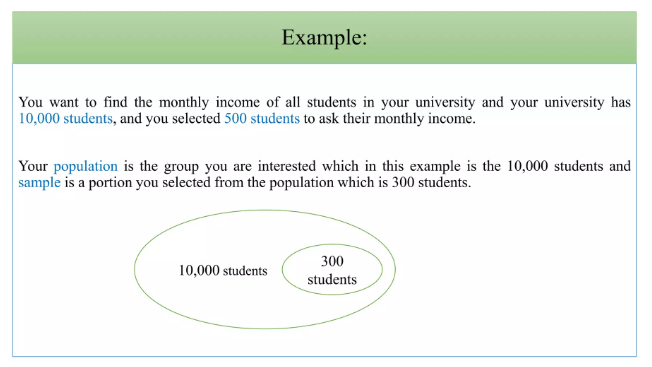 Example:
You want to find the monthly income of all students in your university and your university has
10,000 students, and you selected 500 students to ask their monthly income.
Your population is the group you are interested which in this example is the 10,000 students and
sample is a portion you selected from the population which is 300 students.
10,000 students
300
students